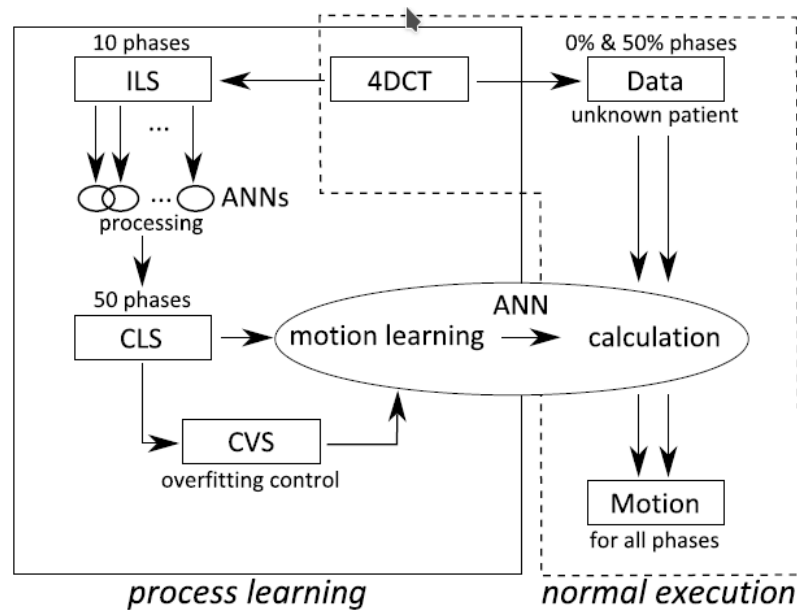 10 phases
ILS
4DCT
0% & 50% phases
Data
unknown patient
...
... ANNs
processing
50 phases
CLS
ANN
motion learning
calculation
CVS
overfitting control
Motion
for all phases
process learning
normal execution